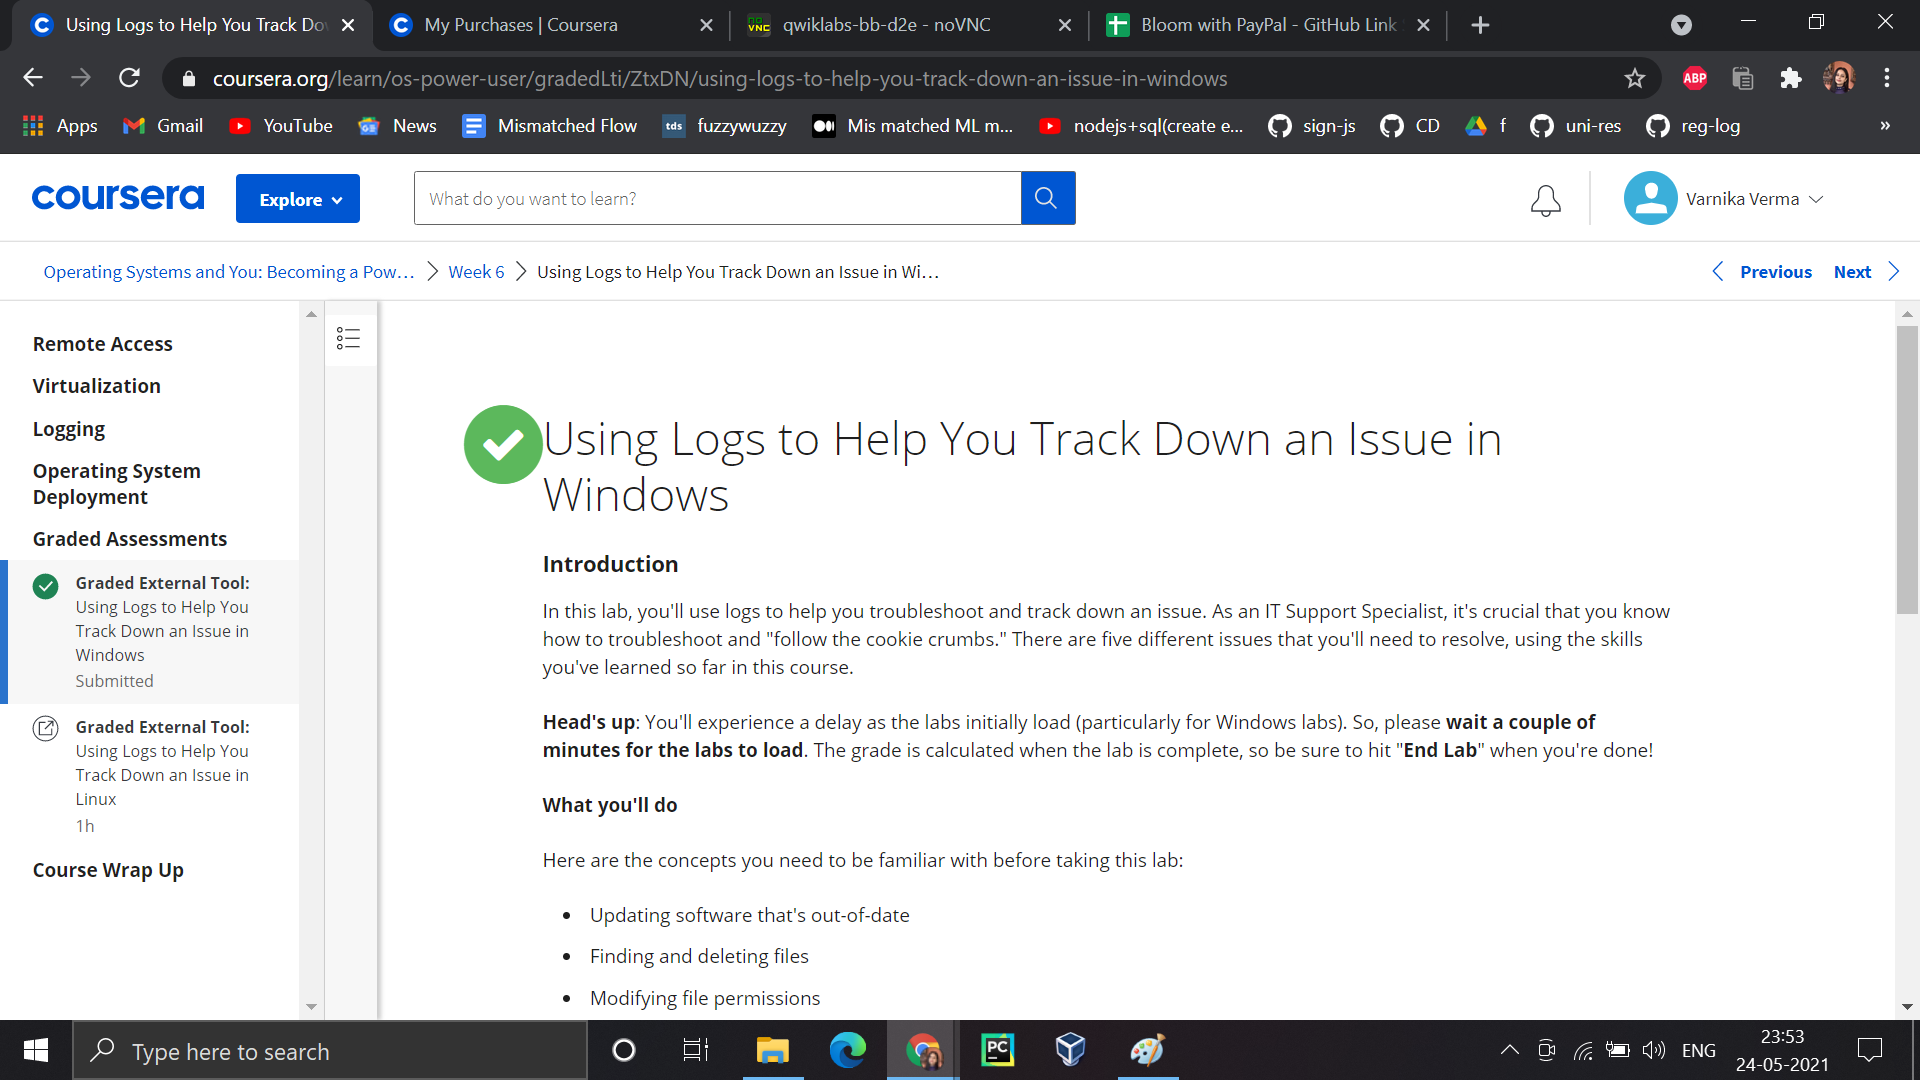 Using Logs to Help You Track Do
My Purchases | Coursera
qwiklabs-bb-d2e - noVNC
Bloom with PayPal - GitHub Link
coursera.org/learn/os-power-user/gradedLti/ZtxDN/using-logs-to-help-you-track-down-an-issue-in-windows
ABP
Apps
Gmail
YouTube
News
Mismatched Flow
tds
fuzzywuzzy
Mis matched ML m...
nodejs+sql(create e...
sign-js
CD
f
uni-res
reg-log
»
coursera
Explore
What do you want to learn?
Varnika Verma
Operating Systems and You: Becoming a Pow...
Week 6
Using Logs to Help You Track Down an Issue in Wi...
Previous
Next
Remote Access
Virtualization
Logging
Operating System
Deployment
Graded Assessments
Graded External Tool:
Using Logs to Help You
Track Down an Issue in
Windows
Submitted
Graded External Tool:
Using Logs to Help You
Track Down an Issue in
Linux
1h
Course Wrap Up
Using Logs to Help You Track Down an Issue in
Windows
Introduction
In this lab, you'll use logs to help you troubleshoot and track down an issue. As an IT Support Specialist, it's crucial that you know
how to troubleshoot and "follow the cookie crumbs." There are five different issues that you'll need to resolve, using the skills
you've learned so far in this course.
Head's up: You'll experience a delay as the labs initially load (particularly for Windows labs). So, please wait a couple of
minutes for the labs to load. The grade is calculated when the lab is complete, so be sure to hit "End Lab" when you're done!
What you'll do
Here are the concepts you need to be familiar with before taking this lab:
• Updating software that's out-of-date
• Finding and deleting files
• Modifying file permissions
Type here to search
PC
ENG
23:53
24-05-2021